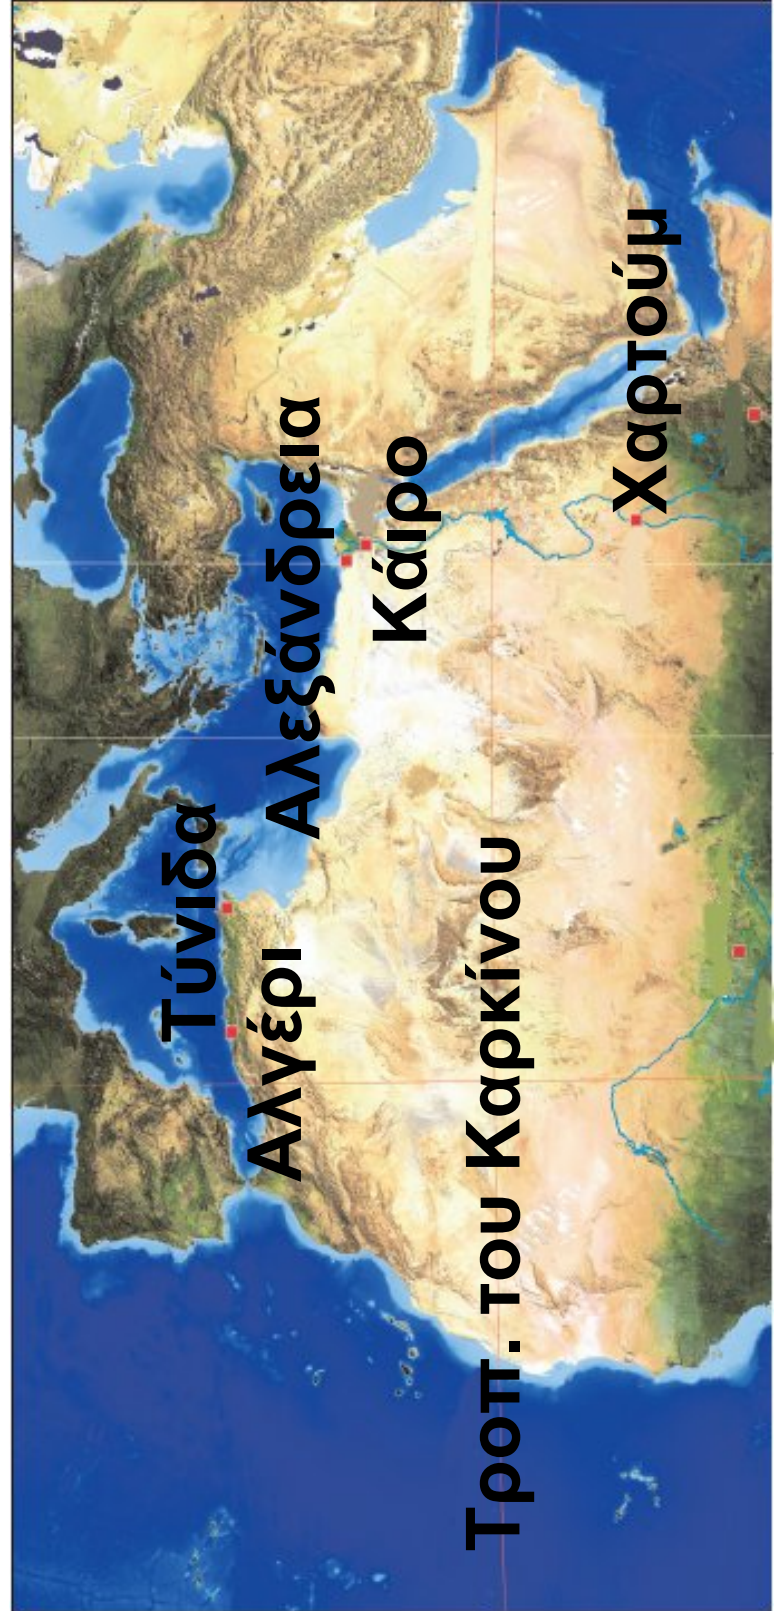 Τύνιδα
Αλγέρι
Αλεξάνδρεια
Κάιρο
Τροπ. του Καρκίνου
Χαρτούμ